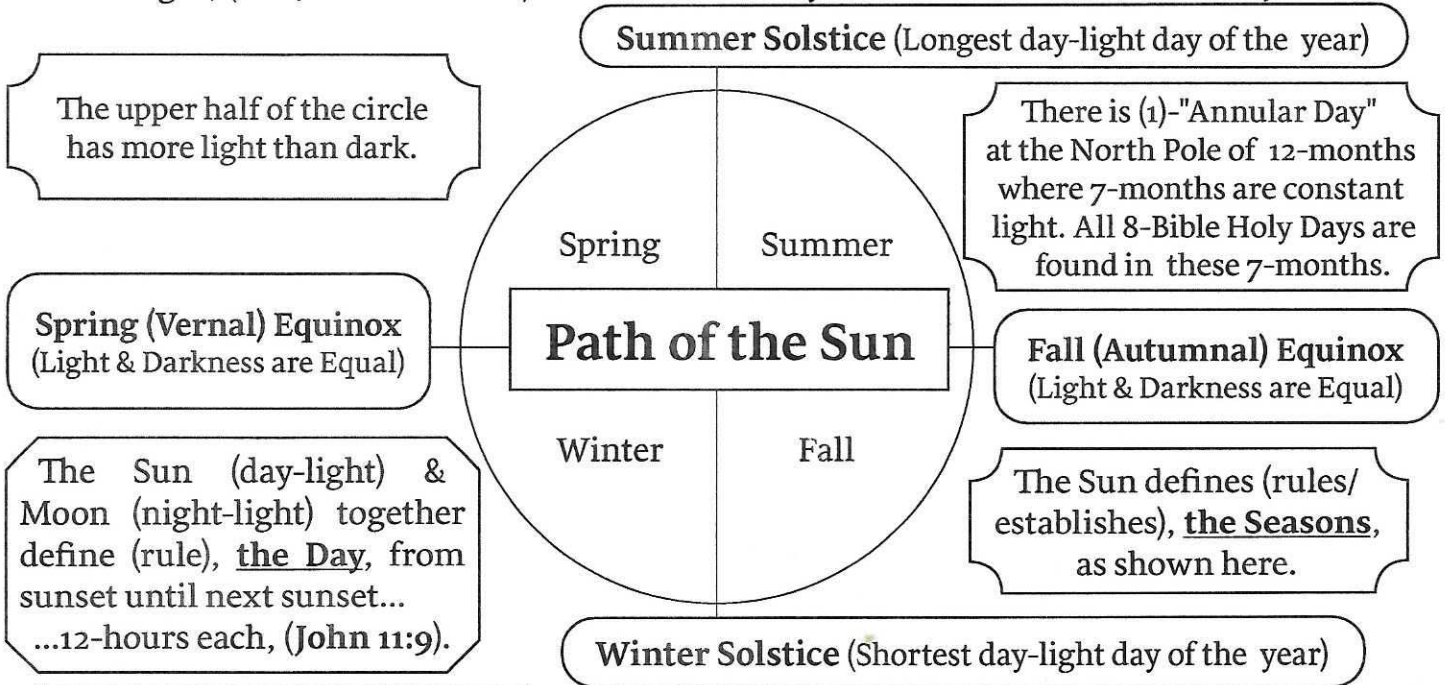 Summer Solstice (Longest day-light day of the year)
The upper half of the circle
has more light than dark.
There is (1)-"Annular Day"
at the North Pole of 12-months
where 7-months are constant
light. All 8-Bible Holy Days are
found in these 7-months.
Spring
Summer
Spring (Vernal) Equinox
(Light & Darkness are Equal)
Path of the Sun
Fall (Autumnal) Equinox
(Light & Darkness are Equal)
Winter
Fall
The Sun (day-light) &
Moon (night-light) together
define (rule), the Day, from
sunset until next sunset...
...12-hours each, (John 11:9).
The Sun defines (rules/
establishes), the Seasons,
as shown here.
Winter Solstice (Shortest day-light day of the year)